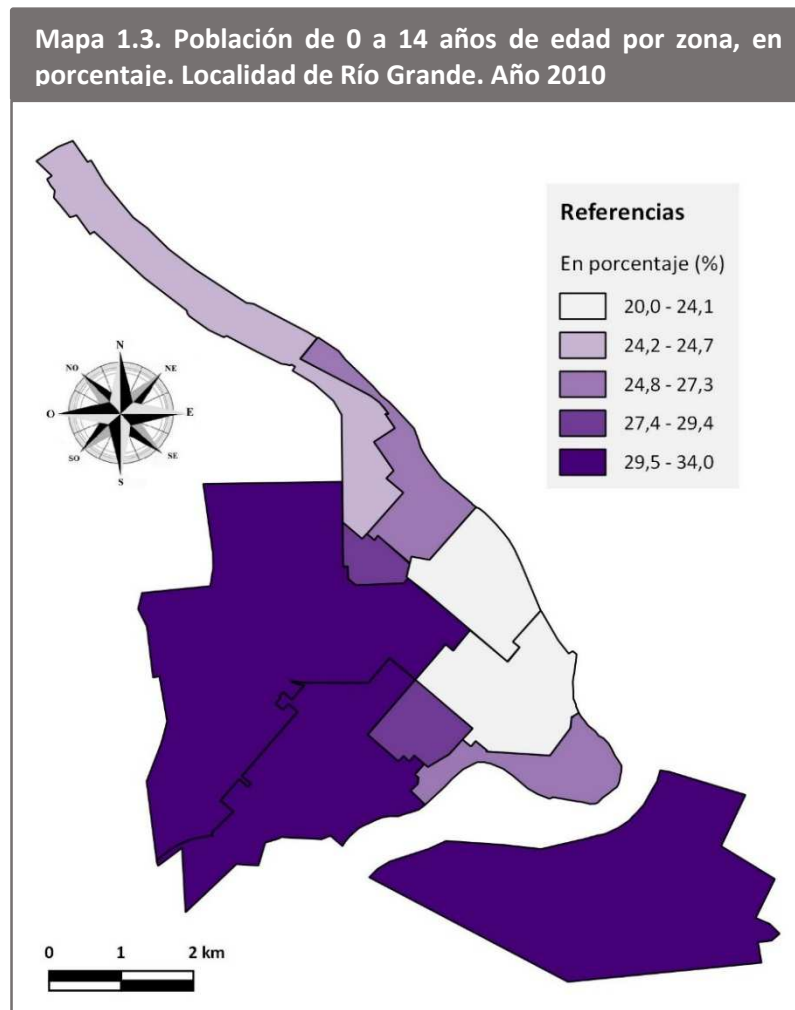 Mapa 1.3. Población de 0 a 14 años de edad por zona, en
porcentaje. Localidad de Río Grande. Año 2010
Referencias
En porcentaje (%)
20,0 - 24,1
24,2 - 24,7
24,8 - 27,3
27,4 - 29,4
29,5 - 34,0
N
NO
NE
O
E
SO
SE
S
0 1 2 km